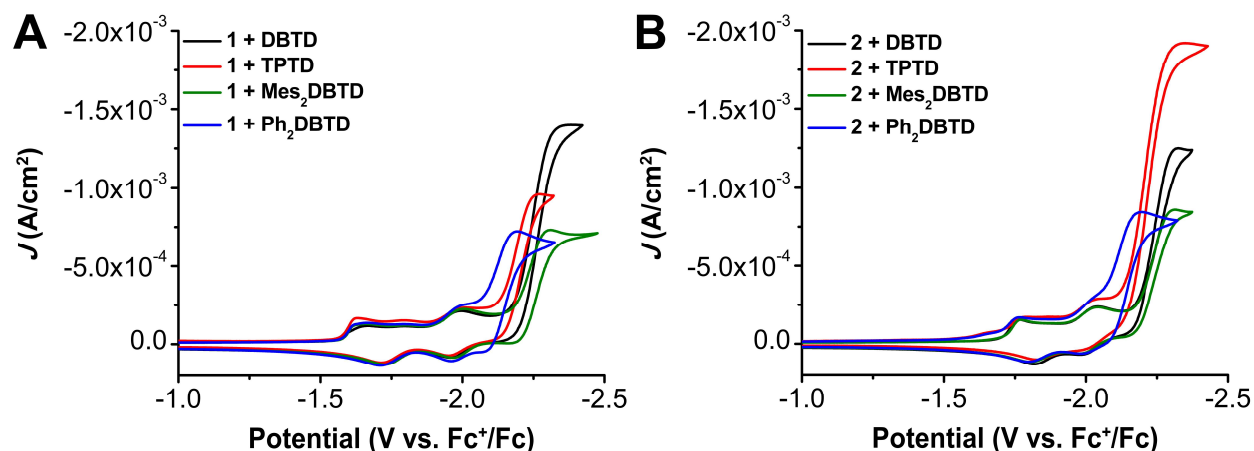 A
-2.0x10⁻³
-1.5x10⁻³
-1.0x10⁻³
-5.0x10⁻⁴
0.0
J (A/cm²)
1 + DBTD
1 + TPTD
1 + Mes₂DBTD
1 + Ph₂DBTD
-1.0
-1.5
-2.0
-2.5
Potential (V vs. Fc⁺/Fc)
B
-2.0x10⁻³
-1.5x10⁻³
-1.0x10⁻³
-5.0x10⁻⁴
0.0
J (A/cm²)
2 + DBTD
2 + TPTD
2 + Mes₂DBTD
2 + Ph₂DBTD
-1.0
-1.5
-2.0
-2.5
Potential (V vs. Fc⁺/Fc)